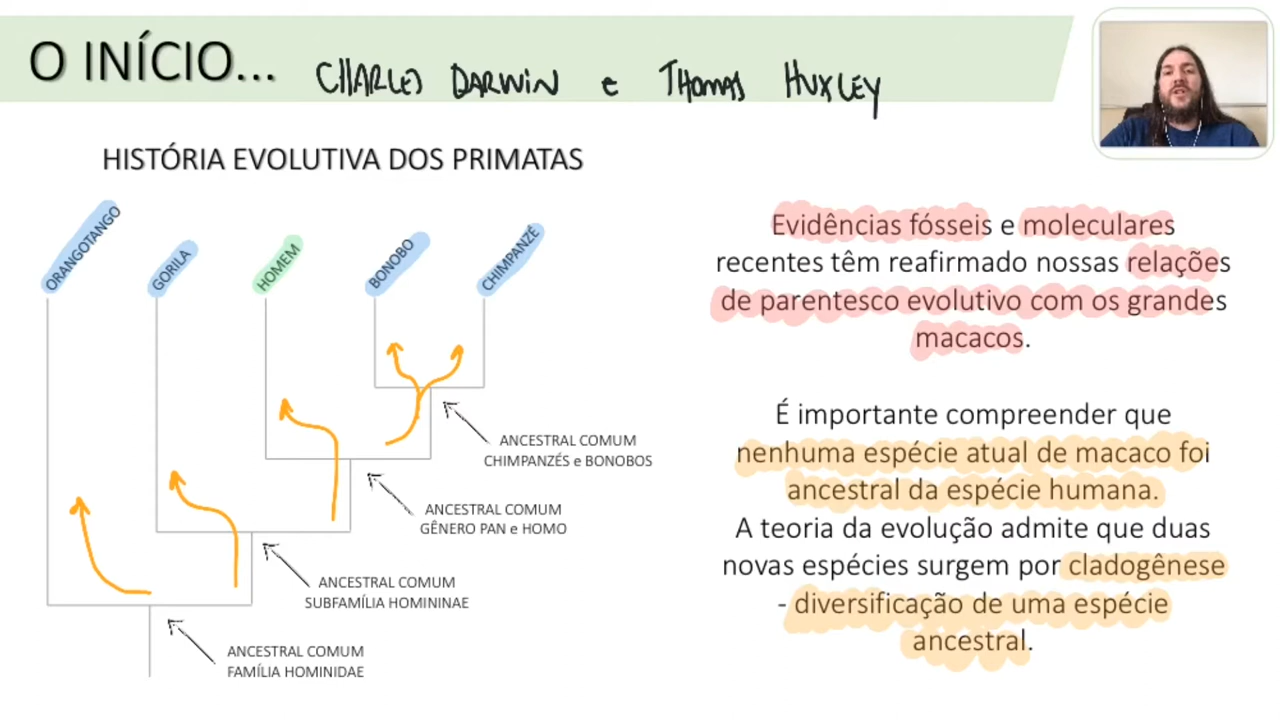 O INÍCIO...
CHARLES DARWIN e THOMAS HUXLEY
HISTÓRIA EVOLUTIVA DOS PRIMATAS
ORANGOTANGO
GORILA
HOMEM
BONOBO
CHIMPANZÉ
ANCESTRAL COMUM
CHIMPANZÉS e BONOBOS
ANCESTRAL COMUM
GÊNERO PAN e HOMO
ANCESTRAL COMUM
SUBFAMÍLIA HOMININAE
ANCESTRAL COMUM
FAMÍLIA HOMINIDAE
Evidências fósseis e moleculares
recentes têm reafirmado nossas relações
de parentesco evolutivo com os grandes
macacos.
É importante compreender que
nenhuma espécie atual de macaco foi
ancestral da espécie humana.
A teoria da evolução admite que duas
novas espécies surgem por cladogênese
- diversificação de uma espécie
ancestral.